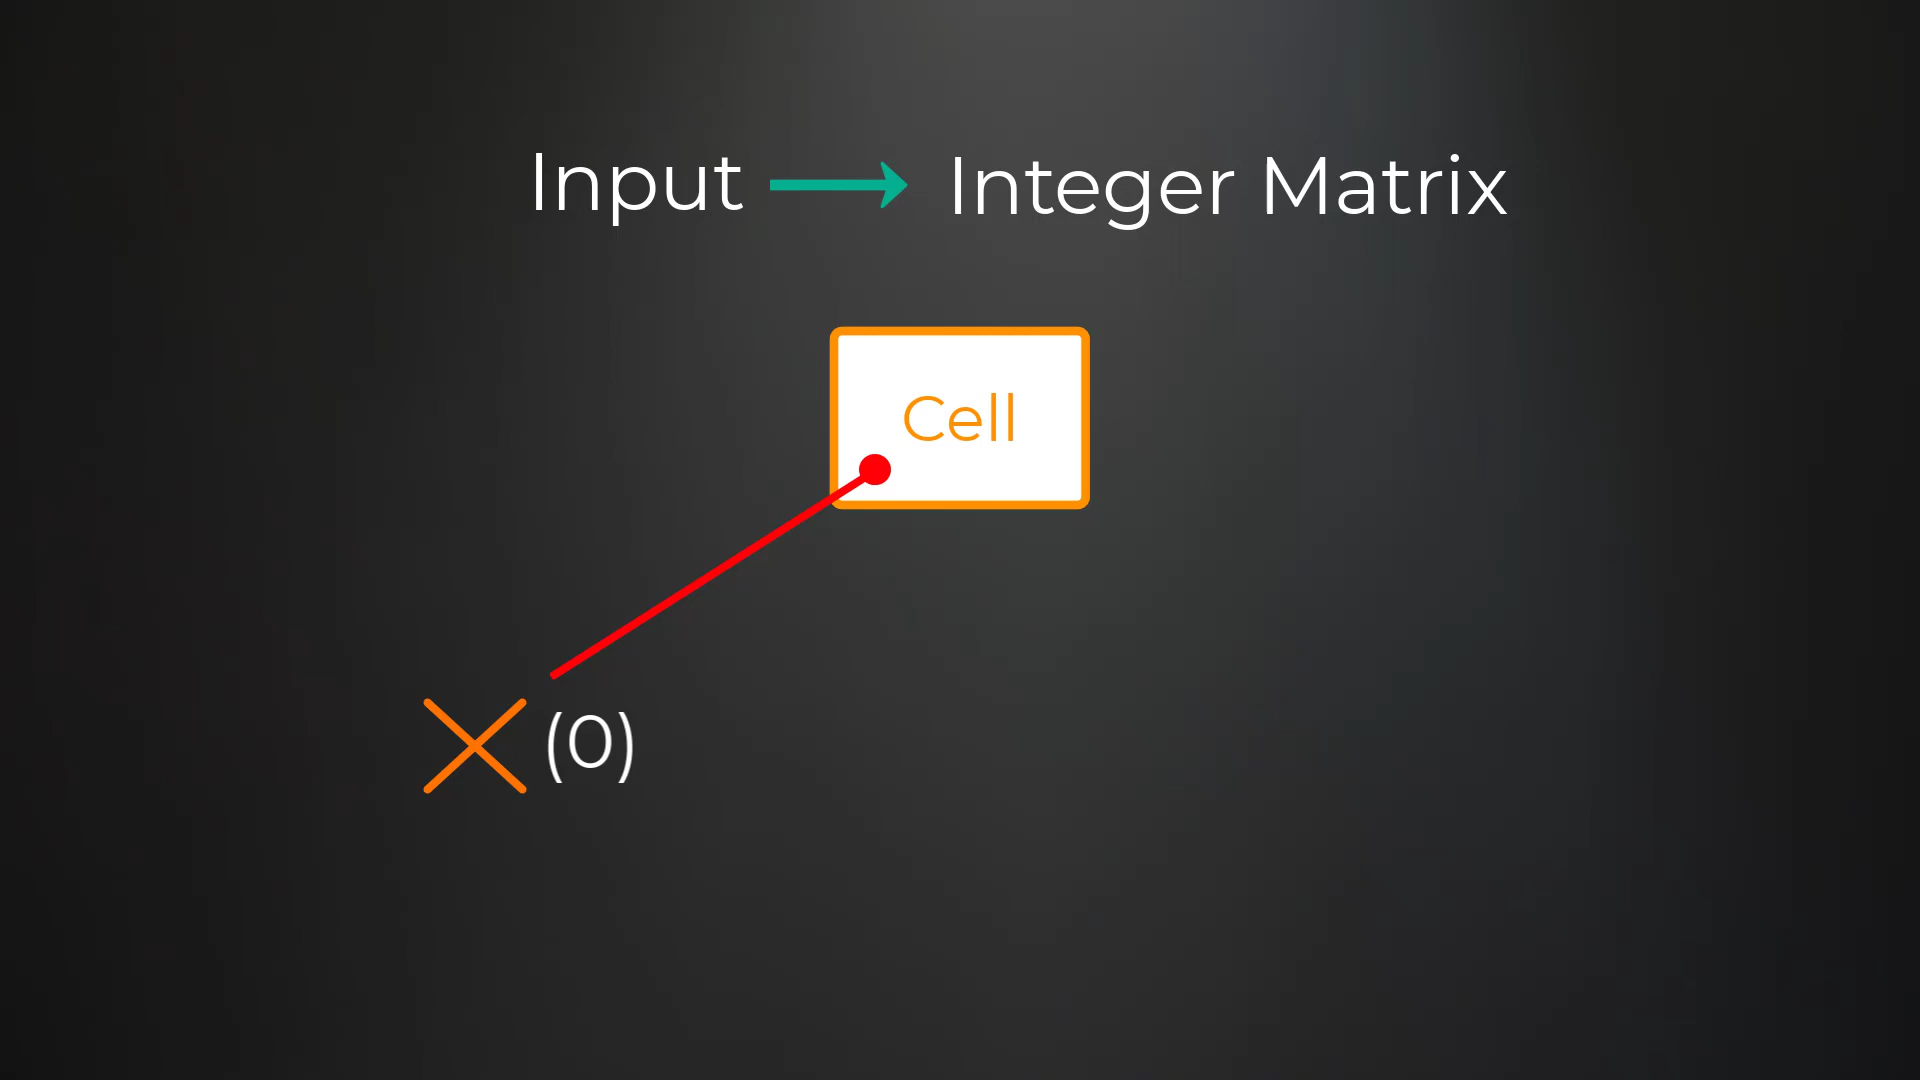 Input Integer Matrix
Cell
(0)